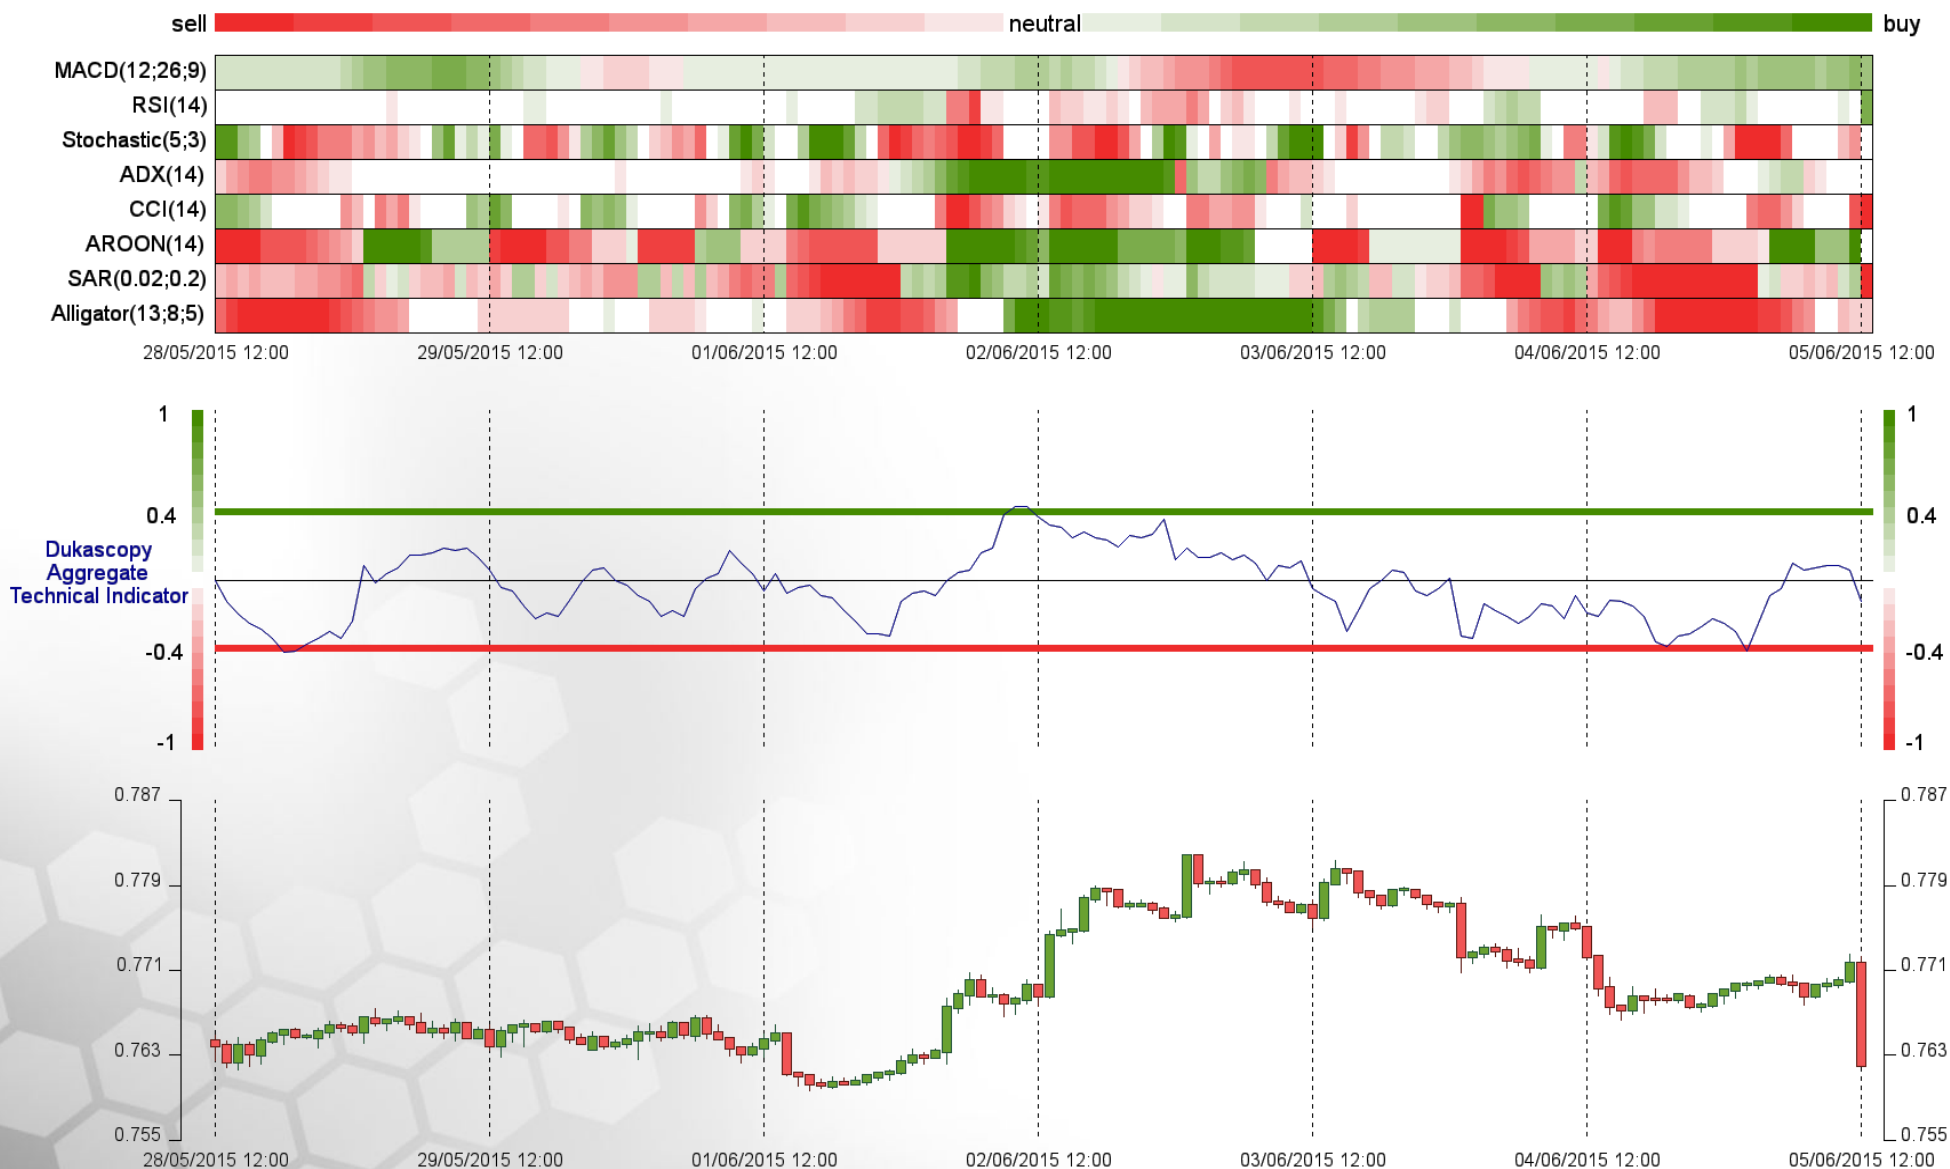 sell neutral buy
MACD(12;26;9)
RSI(14)
Stochastic(5;3)
ADX(14)
CCI(14)
AROON(14)
SAR(0.02;0.2)
Alligator(13;8;5)
28/05/2015 12:00 29/05/2015 12:00 01/06/2015 12:00 02/06/2015 12:00 03/06/2015 12:00 04/06/2015 12:00 05/06/2015 12:00
1 1
0.4 0.4
Dukascopy
Aggregate
Technical Indicator
-0.4 -0.4
-1 -1
0.787 0.787
0.779 0.779
0.771 0.771
0.763 0.763
0.755 0.755
28/05/2015 12:00 29/05/2015 12:00 01/06/2015 12:00 02/06/2015 12:00 03/06/2015 12:00 04/06/2015 12:00 05/06/2015 12:00